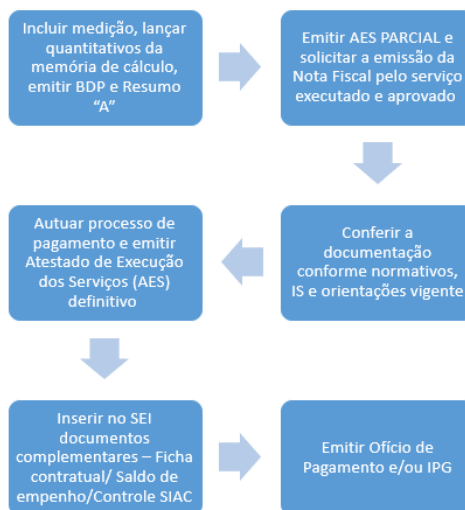 Incluir medição, lançar
quantitativos da
memória de cálculo,
emitir BDP e Resumo
“A”
Emitir AES PARCIAL e
solicitar a emissão da
Nota Fiscal pelo serviço
executado e aprovado
Conferir a
documentação
conforme normativos,
IS e orientações vigente
Autuar processo de
pagamento e emitir
Atestado de Execução
dos Serviços (AES)
definitivo
Inserir no SEI
documentos
complementares – Ficha
contratual/ Saldo de
empenho/Controle SIAC
Emitir Ofício de
Pagamento e/ou IPG